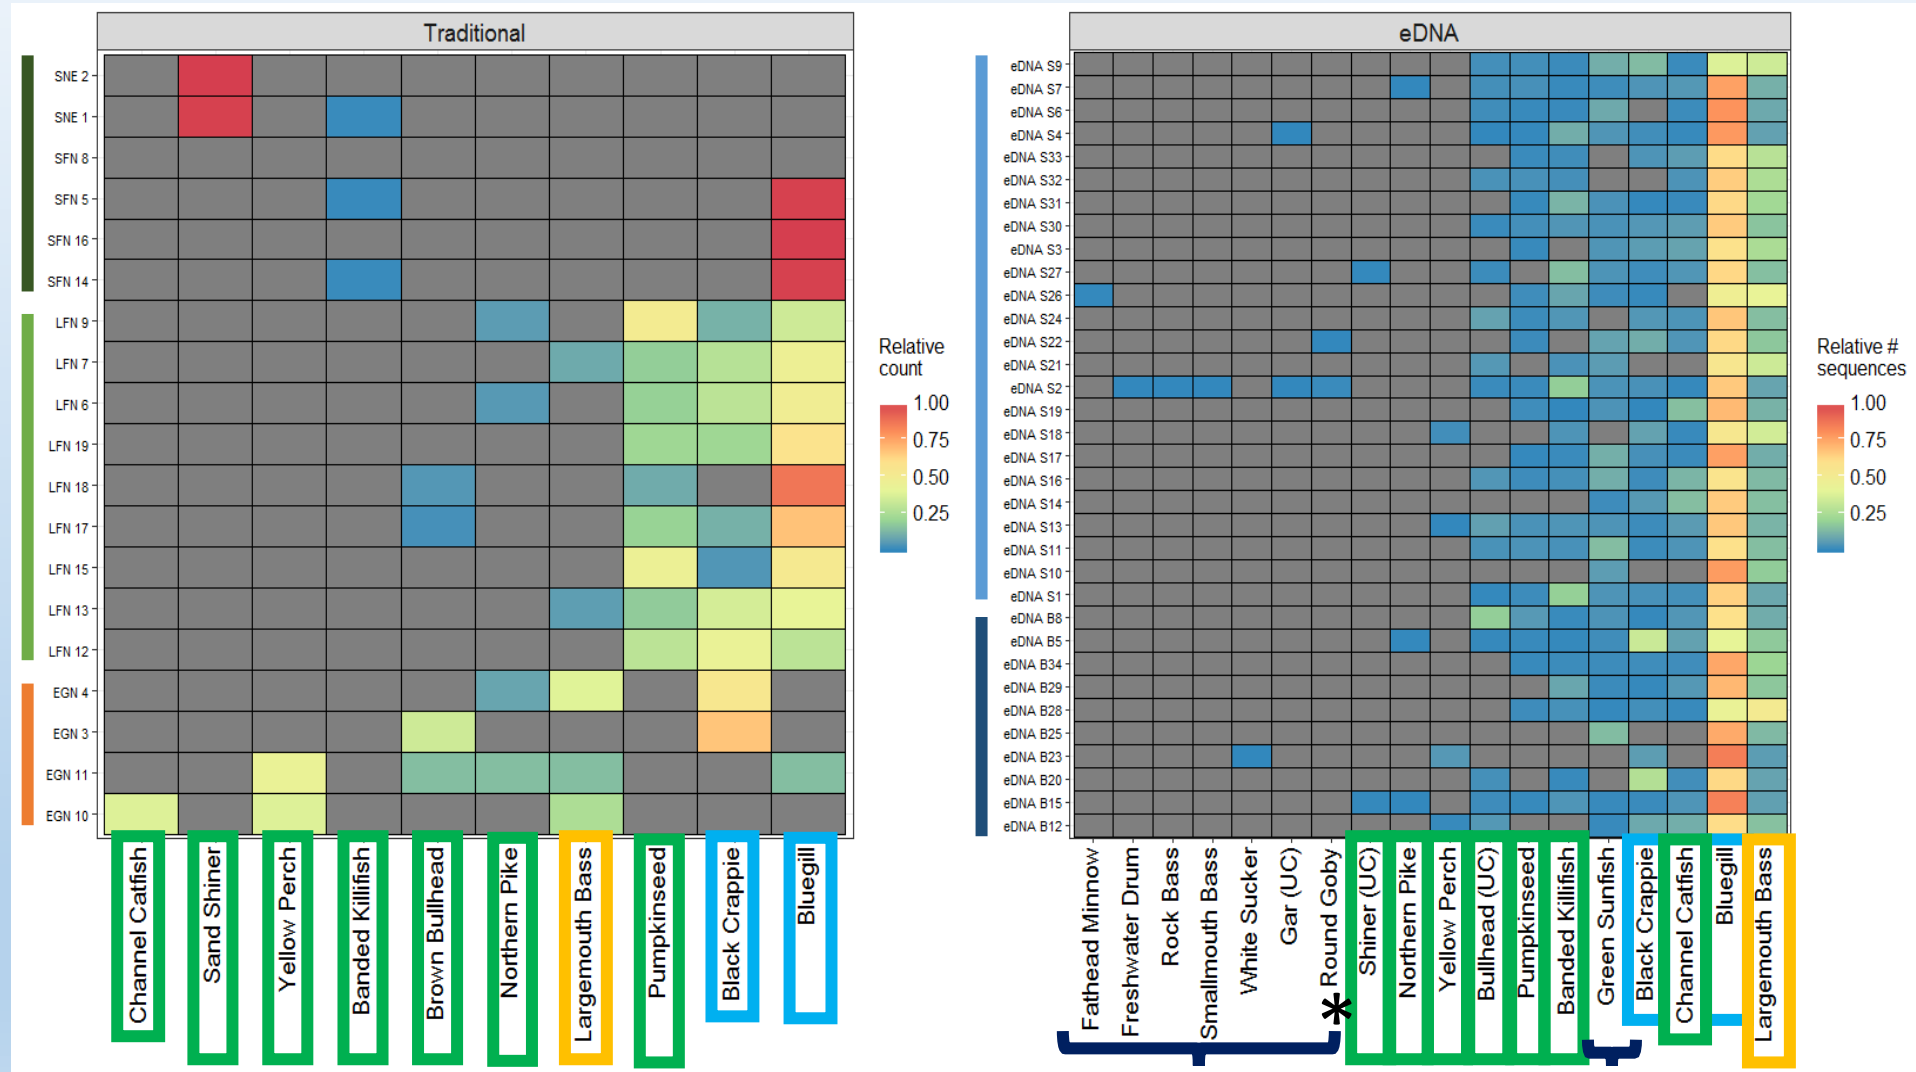 Traditional
SNE 2
SNE 1
SFN 8
SFN 5
SFN 16
SFN 14
LFN 9
LFN 7
LFN 6
LFN 19
LFN 18
LFN 17
LFN 15
LFN 13
LFN 12
EGN 4
EGN 3
EGN 11
EGN 10
Channel Catfish
Sand Shiner
Yellow Perch
Banded Killifish
Brown Bullhead
Northern Pike
Largemouth Bass
Pumpkinseed
Black Crappie
Bluegill
Relative
count
1.00
0.75
0.50
0.25
eDNA
eDNA S9
eDNA S7
eDNA S6
eDNA S4
eDNA S33
eDNA S32
eDNA S31
eDNA S30
eDNA S3
eDNA S27
eDNA S26
eDNA S24
eDNA S22
eDNA S21
eDNA S2
eDNA S19
eDNA S18
eDNA S17
eDNA S16
eDNA S14
eDNA S13
eDNA S11
eDNA S10
eDNA S1
eDNA B8
eDNA B5
eDNA B34
eDNA B29
eDNA B28
eDNA B25
eDNA B23
eDNA B20
eDNA B15
eDNA B12
Fathead Minnow
Freshwater Drum
Rock Bass
Smallmouth Bass
White Sucker
Gar (UC)
Round Goby
*
Shiner (UC)
Northern Pike
Yellow Perch
Bullhead (UC)
Pumpkinseed
Banded Killifish
Green Sunfish
Black Crappie
Channel Catfish
Bluegill
Largemouth Bass
Relative #
sequences
1.00
0.75
0.50
0.25